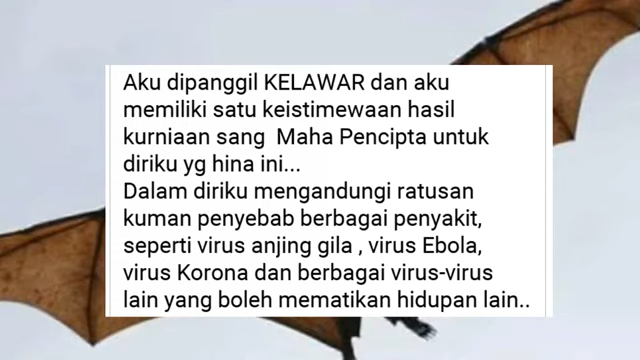 Aku dipanggil KELAWAR dan aku
memiliki satu keistimewaan hasil
kurniaan sang  Maha Pencipta untuk
diriku yg hina ini...
Dalam diriku mengandungi ratusan
kuman penyebab berbagai penyakit,
seperti virus anjing gila , virus Ebola,
virus Korona dan berbagai virus-virus
lain yang boleh mematikan hidupan lain..